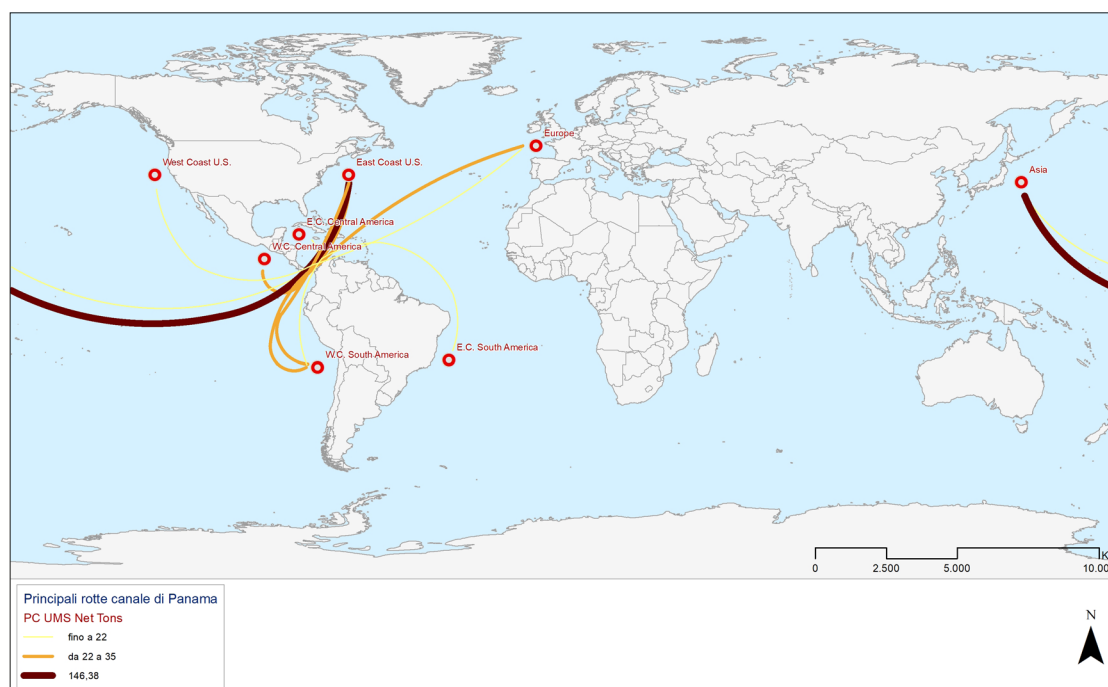 Europe
West Coast U.S.
East Coast U.S.
Asia
E.C. Central America
W.C. Central America
E.C. South America
W.C. South America
K
0
2.500
5.000
10.00
Principali rotte canale di Panama
PC UMS Net Tons
fino a 22
da 22 a 35
146,38
N